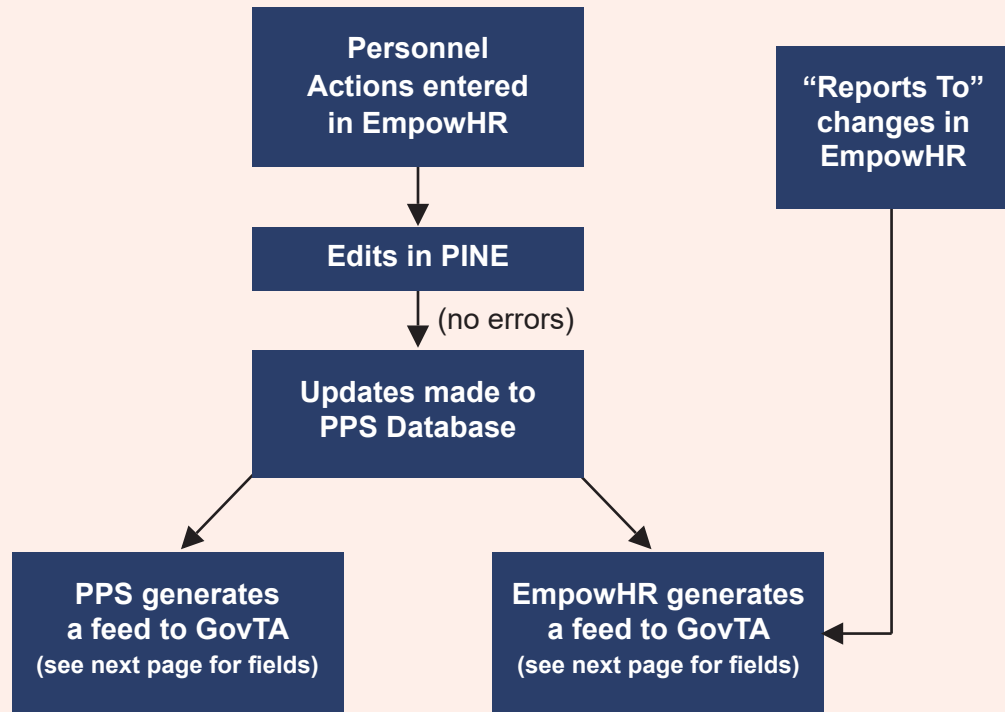 Personnel
Actions entered
in EmpowHR
“Reports To”
changes in
EmpowHR
Edits in PINE
(no errors)
Updates made to
PPS Database
PPS generates
a feed to GovTA
(see next page for fields)
EmpowHR generates
a feed to GovTA
(see next page for fields)